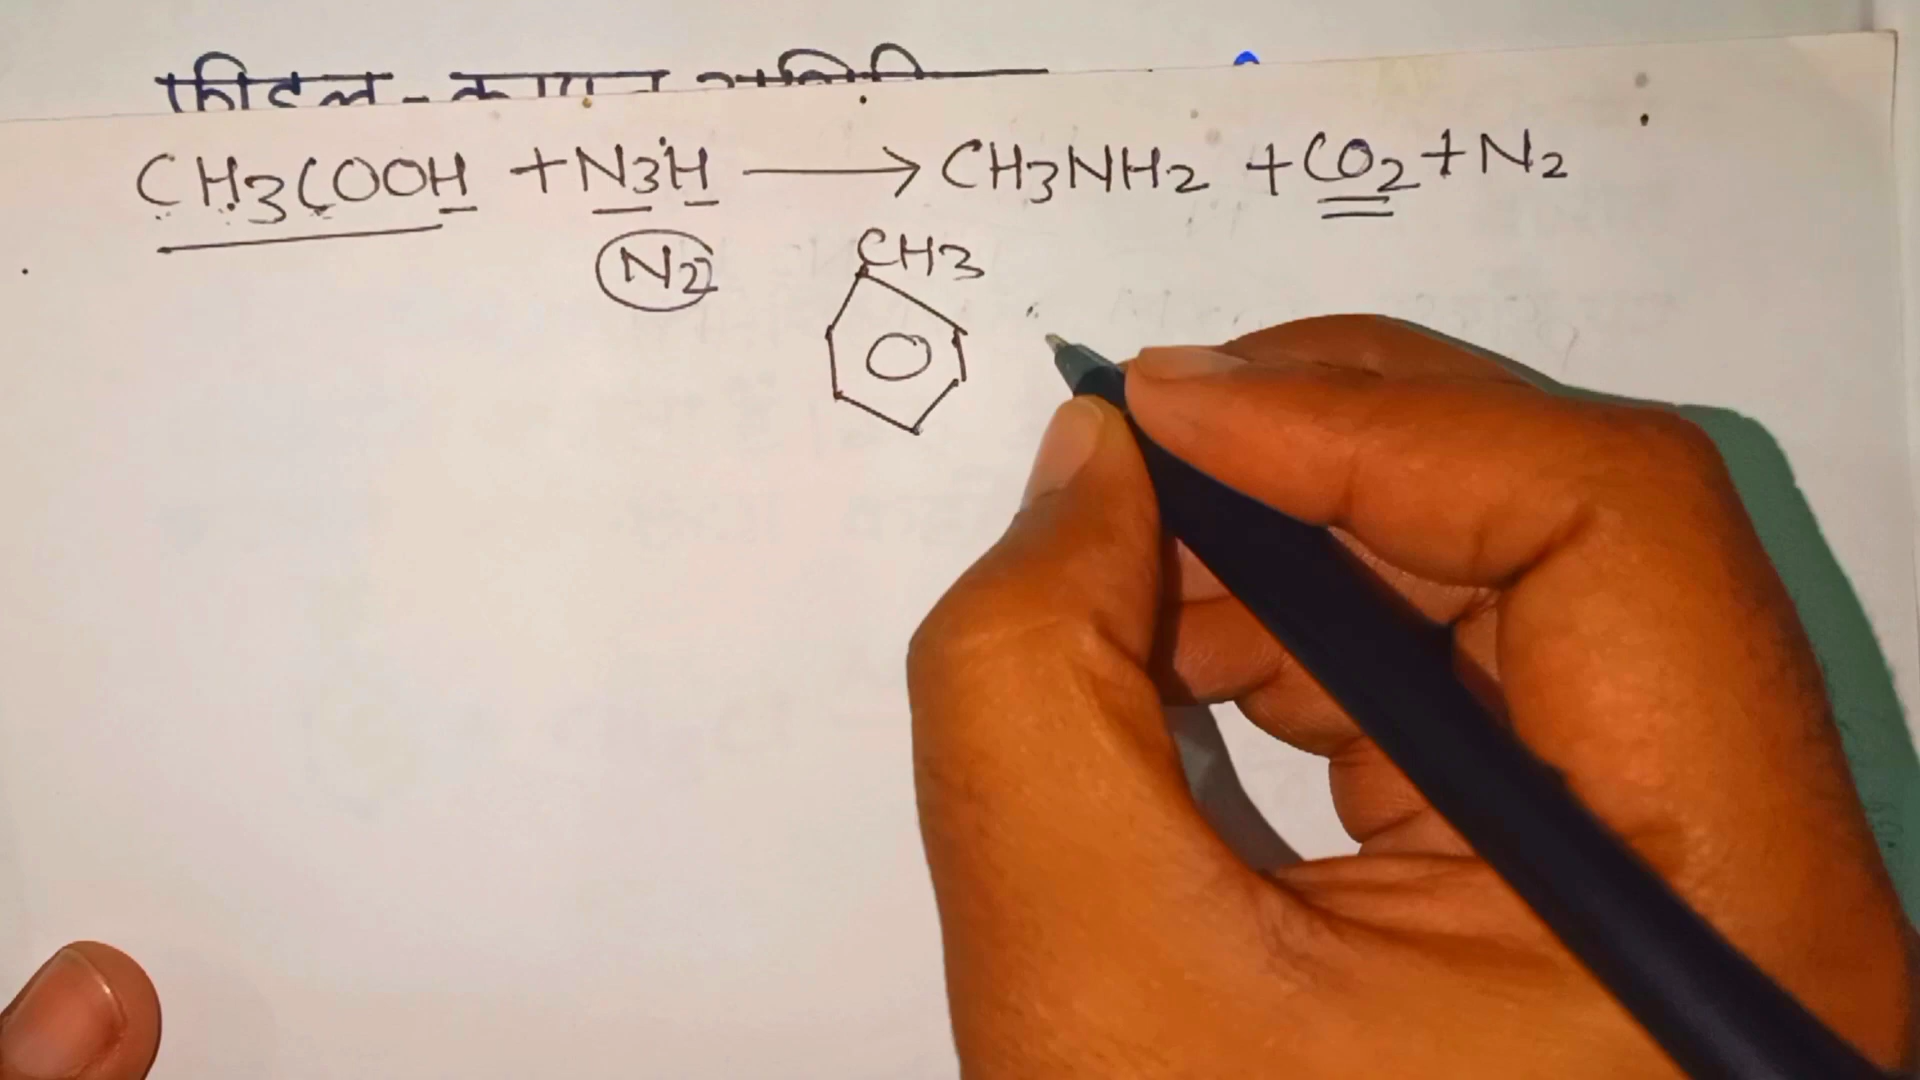 CH3COOH + N3H → CH3NH2 + CO2 + N2
N2
CH3